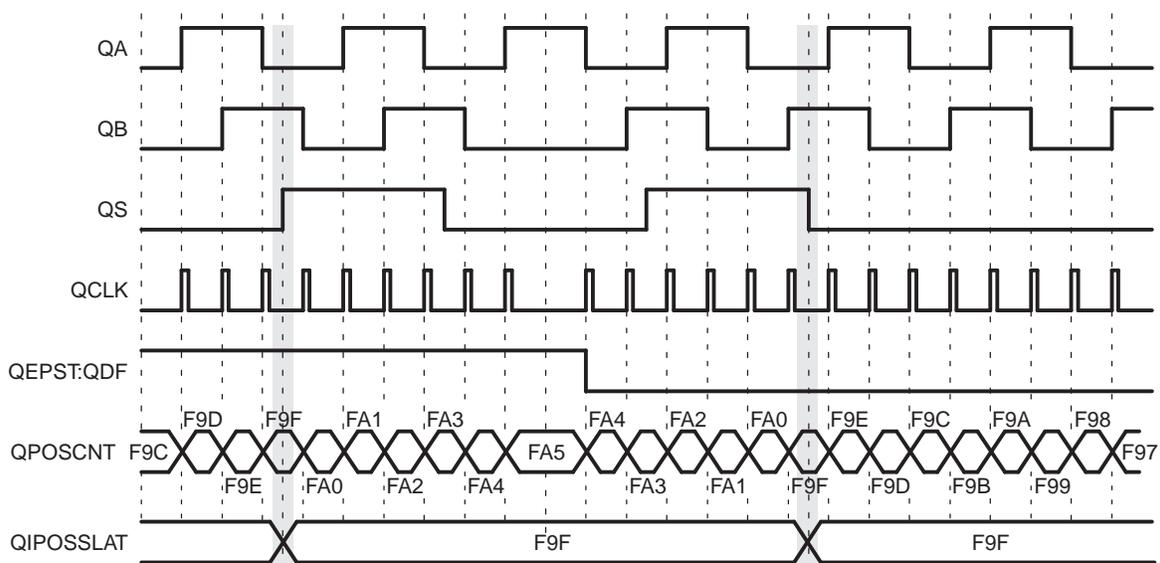 QA
QB
QS
QCLK
QEPST:QDF
F9D F9F FA1 FA3 FA4 FA2 FA0 F9E F9C F9A F98
QPOSCNT F9C FA5 F97
F9E FA0 FA2 FA4 FA3 FA1 F9F F9D F9B F99
QIPOSSLAT F9F F9F